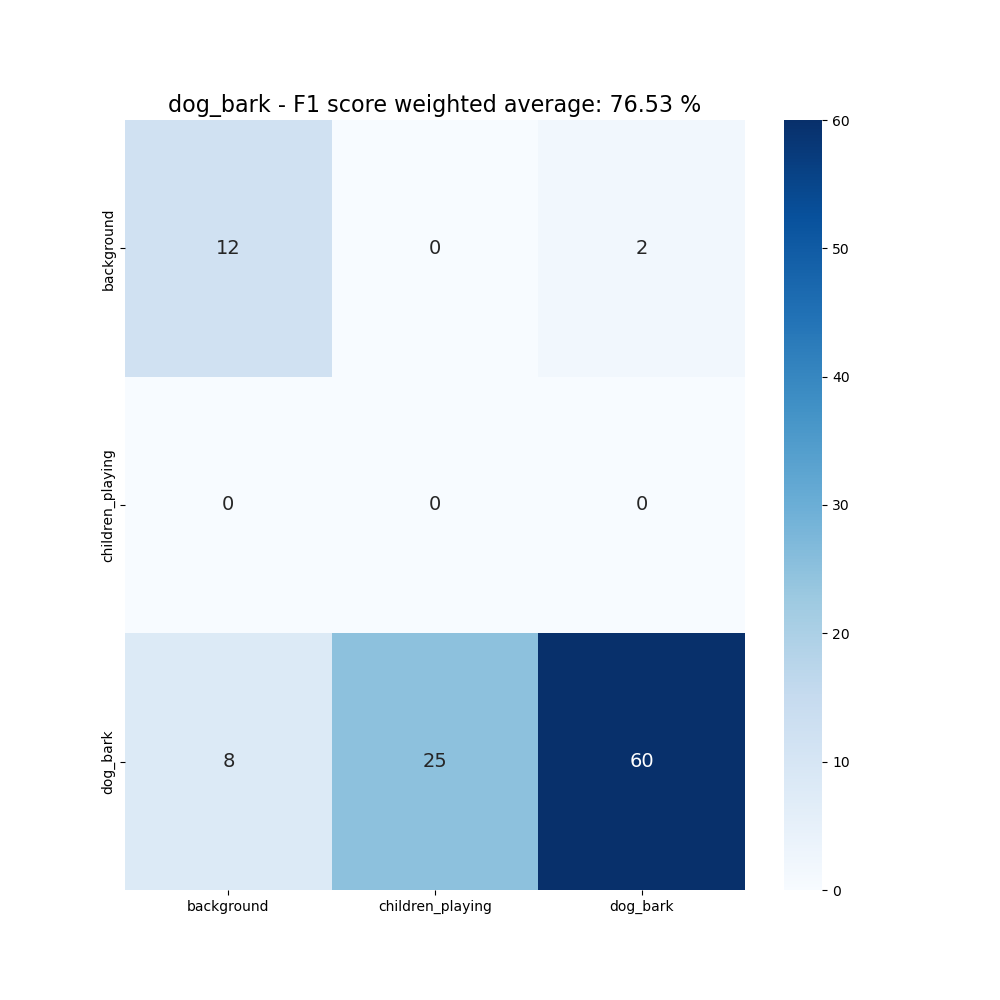 dog_bark - F1 score weighted average: 76.53 %
background
12
0
2
children_playing
0
0
0
dog_bark
8
25
60
background
children_playing
dog_bark
60
50
40
30
20
10
0